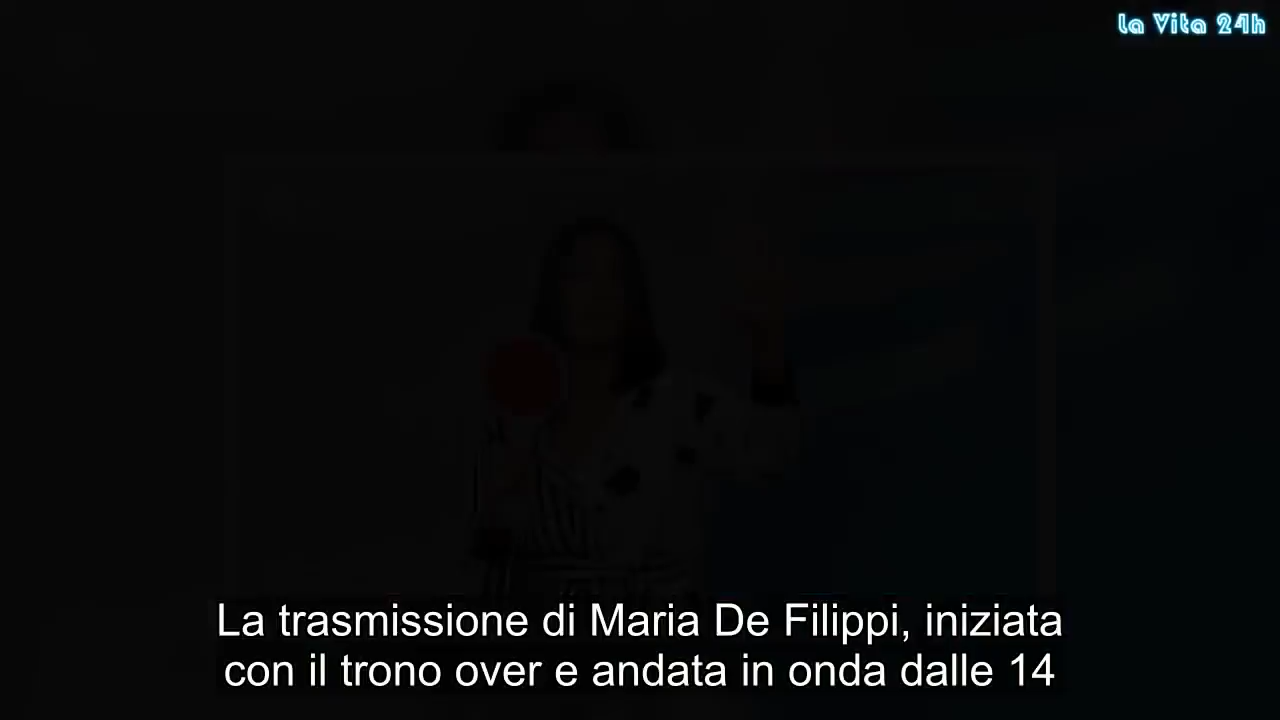 La Vita 24h
La trasmissione di Maria De Filippi, iniziata
con il trono over e andata in onda dalle 14